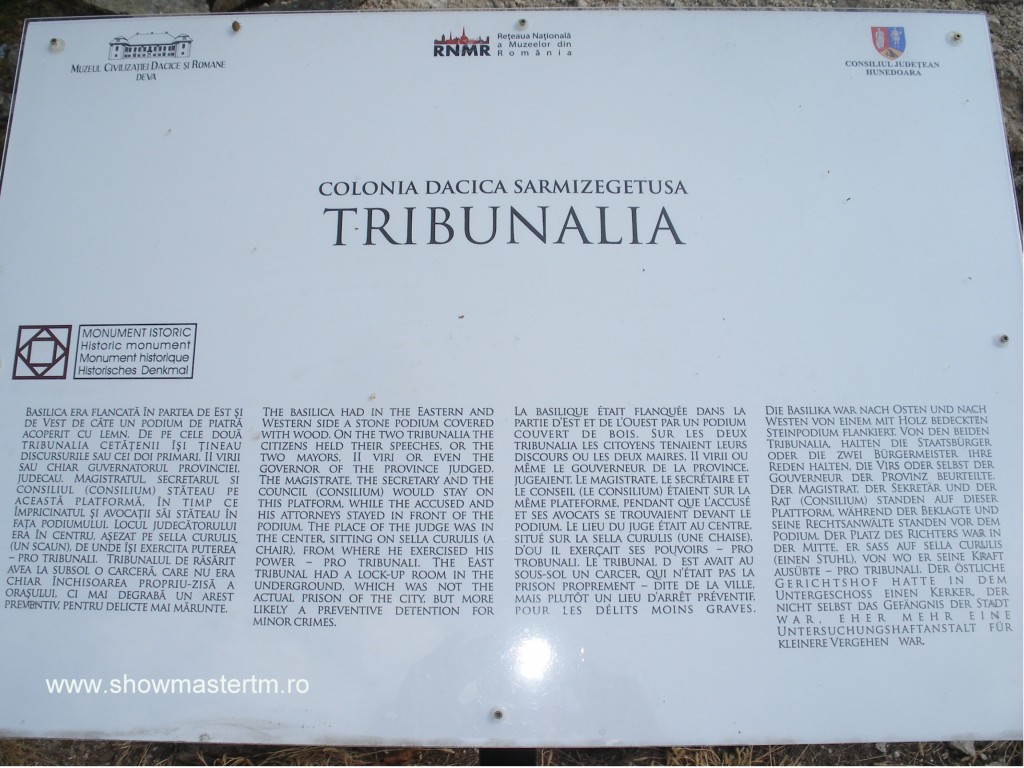 MUZEUL CIVILIZAȚIEI DACICE ȘI ROMANE
DEVA
RNMR
Rețeaua Națională
a Muzeelor din
România
CONSILIUL JUDEȚEAN
HUNEDOARA
COLONIA DACICA SARMIZEGETUSA
TRIBUNALIA
MONUMENT ISTORIC
Historic monument
Monument historique
Historisches Denkmal
BASILICA ERA FLANCATĂ ÎN PARTEA DE EST ȘI
DE VEST DE CÂTE UN PODIUM DE PIATRĂ
ACOPERIT CU LEMN. DE PE CELE DOUĂ
TRIBUNALIA CETĂȚENII ÎȘI ȚINEAU
DISCURSURILE SAU CEI DOI PRIMARI, II VIRII
SAU CHIAR GUVERNATORUL PROVINCIEI,
JUDECAU. MAGISTRATUL, SECRETARUL SI
CONSILIUL (CONSILIUM) STĂTEAU PE
ACEASTĂ PLATFORMĂ, ÎN TIMP CE
ÎMPRICINATUL ȘI AVOCAȚII SĂI STĂTEAU ÎN
FAȚA PODIUMULUI. LOCUL JUDECĂTORULUI
ERA ÎN CENTRU, AȘEZAT PE SELLA CURULIS
(UN SCAUN), DE UNDE ÎȘI EXERCITA PUTEREA
– PRO TRIBUNALI. TRIBUNALUL DE RĂSĂRIT
AVEA LA SUBSOL O CARCERĂ, CARE NU ERA
CHIAR ÎNCHISOAREA PROPRIU-ZISĂ A
ORAȘULUI, CI MAI DEGRABĂ UN AREST
PREVENTIV, PENTRU DELICTE MAI MĂRUNTE.
THE BASILICA HAD IN THE EASTERN AND
WESTERN SIDE A STONE PODIUM COVERED
WITH WOOD. ON THE TWO TRIBUNALIA THE
CITIZENS HELD THEIR SPEECHES, OR THE
TWO MAYORS, II VIRI OR EVEN THE
GOVERNOR OF THE PROVINCE JUDGED.
THE MAGISTRATE, THE SECRETARY AND THE
COUNCIL (CONSILIUM) WOULD STAY ON
THIS PLATFORM, WHILE THE ACCUSED AND
HIS ATTORNEYS STAYED IN FRONT OF THE
PODIUM. THE PLACE OF THE JUDGE WAS IN
THE CENTER, SITTING ON SELLA CURULIS (A
CHAIR), FROM WHERE HE EXERCISED HIS
POWER – PRO TRIBUNALI. THE EAST
TRIBUNAL HAD A LOCK-UP ROOM IN THE
UNDERGROUND, WHICH WAS NOT THE
ACTUAL PRISON OF THE CITY, BUT MORE
LIKELY A PREVENTIVE DETENTION FOR
MINOR CRIMES.
LA BASILIQUE ÉTAIT FLANQUÉE DANS LA
PARTIE D'EST ET DE L'OUEST PAR UN PODIUM
COUVERT DE BOIS. SUR LES DEUX
TRIBUNALIA LES CITOYENS TENAIENT LEURS
DISCOURS OU LES DEUX MAIRES, II VIRII OU
MÊME LE GOUVERNEUR DE LA PROVINCE,
JUGEAIENT. LE MAGISTRAT, LE SECRÉTAIRE ET
LE CONSEIL (LE CONSILIUM) ÉTAIENT SUR LA
MÊME PLATEFORME, PENDANT QUE L'ACCUSÉ
ET SES AVOCATS SE TROUVAIENT DEVANT LE
PODIUM. LE LIEU DU JUGE ÉTAIT AU CENTRE,
SITUÉ SUR LA SELLA CURULIS (UNE CHAISE),
D'OU IL EXERÇAIT SES POUVOIRS – PRO
TROBUNALI. LE TRIBUNAL D' EST AVAIT AU
SOUS-SOL UN CARCER, QUI N'ÉTAIT PAS LA
PRISON PROPREMENT – DITE DE LA VILLE,
MAIS PLUTÔT UN LIEU D'ARRÊT PRÉVENTIF,
POUR LES DÉLITS MOINS GRAVES.
DIE BASILIKA WAR NACH OSTEN UND NACH
WESTEN VON EINEM MIT HOLZ BEDECKTEN
STEINPODIUM FLANKIERT. VON DEN BEIDEN
TRIBUNALIA, HALTEN DIE STAATSBÜRGER
ODER DIE ZWEI BÜRGERMEISTER IHRE
REDEN HALTEN, DIE VIRS ODER SELBST DER
GOUVERNEUR DER PROVINZ BEURTEILTE.
DER MAGISTRAT, DER SEKRETÄR UND DER
RAT (CONSILIUM) STANDEN AUF DIESER
PLATTFORM, WÄHREND DER BEKLAGTE UND
SEINE RECHTSANWÄLTE STANDEN VOR DEM
PODIUM. DER PLATZ DES RICHTERS WAR IN
DER MITTE, ER SASS AUF SELLA CURULIS
(EINEN STUHL), VON WO ER SEINE KRAFT
AUSÜBTE – PRO TRIBUNALI. DER ÖSTLICHE
GERICHTSHOF HATTE IN DEM
UNTERGESCHOSS EINEN KERKER, DER
NICHT SELBST DAS GEFÄNGNIS DER STADT
WAR, EHER MEHR EINE
UNTERSUCHUNGSHAFTANSTALT FÜR
KLEINERE VERGEHEN WAR.
www.showmastertm.ro